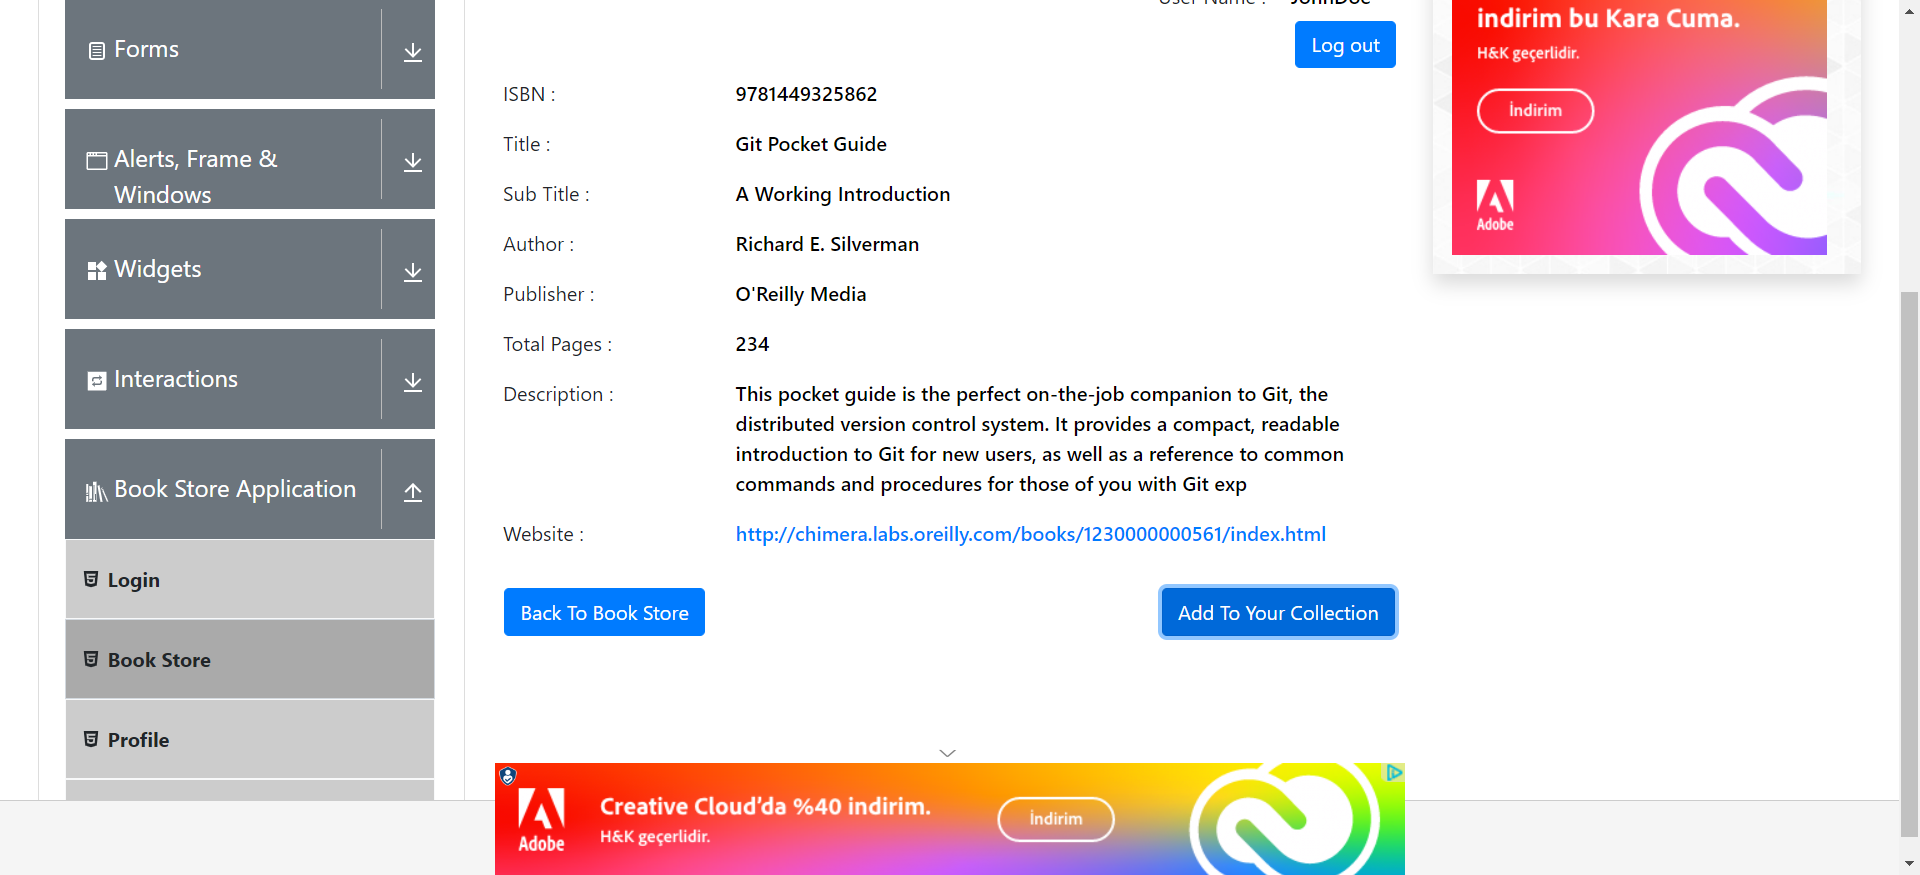 Forms
Alerts, Frame &
Windows
Widgets
Interactions
Book Store Application
Login
Book Store
Profile
User Name : JohnDoe
Log out
ISBN : 9781449325862
Title : Git Pocket Guide
Sub Title : A Working Introduction
Author : Richard E. Silverman
Publisher : O'Reilly Media
Total Pages : 234
Description : This pocket guide is the perfect on-the-job companion to Git, the
distributed version control system. It provides a compact, readable
introduction to Git for new users, as well as a reference to common
commands and procedures for those of you with Git exp
Website : http://chimera.labs.oreilly.com/books/1230000000561/index.html
Back To Book Store Add To Your Collection
indirim bu Kara Cuma.
H&K geçerlidir.
İndirim
Adobe
Adobe
Creative Cloud'da %40 indirim.
H&K geçerlidir.
İndirim